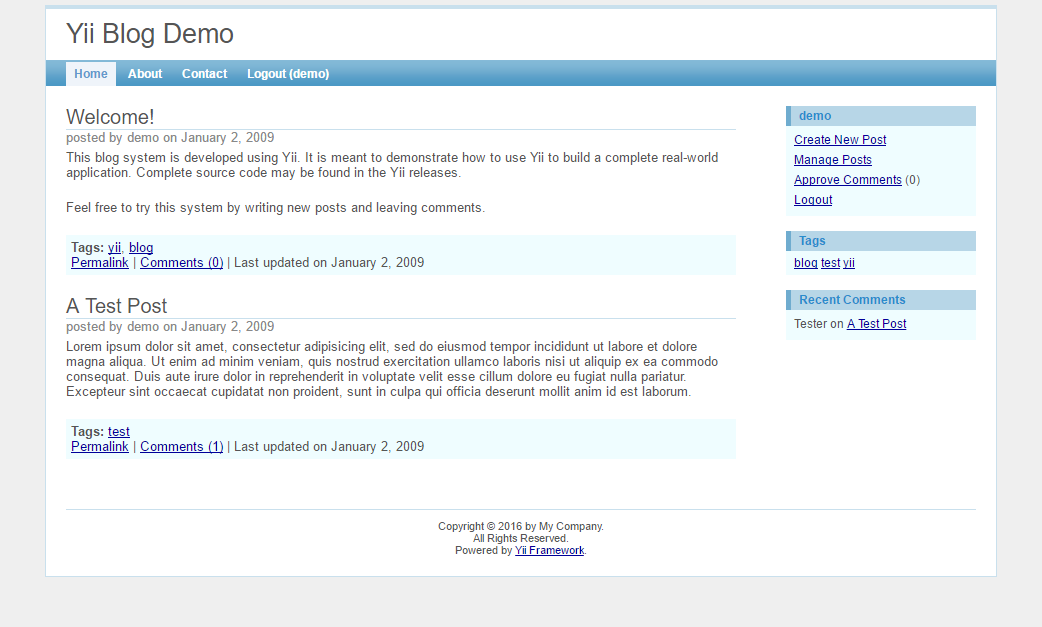 Yii Blog Demo
Home About Contact Logout (demo)
Welcome!
posted by demo on January 2, 2009
This blog system is developed using Yii. It is meant to demonstrate how to use Yii to build a complete real-world
application. Complete source code may be found in the Yii releases.
Feel free to try this system by writing new posts and leaving comments.
Tags: yii, blog
Permalink | Comments (0) | Last updated on January 2, 2009
A Test Post
posted by demo on January 2, 2009
Lorem ipsum dolor sit amet, consectetur adipisicing elit, sed do eiusmod tempor incididunt ut labore et dolore
magna aliqua. Ut enim ad minim veniam, quis nostrud exercitation ullamco laboris nisi ut aliquip ex ea commodo
consequat. Duis aute irure dolor in reprehenderit in voluptate velit esse cillum dolore eu fugiat nulla pariatur.
Excepteur sint occaecat cupidatat non proident, sunt in culpa qui officia deserunt mollit anim id est laborum.
Tags: test
Permalink | Comments (1) | Last updated on January 2, 2009
demo
Create New Post
Manage Posts
Approve Comments (0)
Logout
Tags
blog test yii
Recent Comments
Tester on A Test Post
Copyright © 2016 by My Company.
All Rights Reserved.
Powered by Yii Framework.